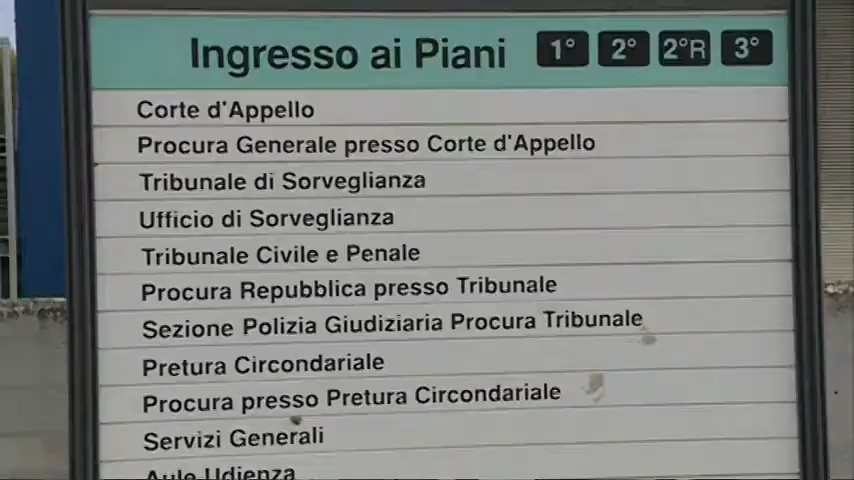 Ingresso ai Piani 1° 2° 2°R 3°
Corte d'Appello
Procura Generale presso Corte d'Appello
Tribunale di Sorveglianza
Ufficio di Sorveglianza
Tribunale Civile e Penale
Procura Repubblica presso Tribunale
Sezione Polizia Giudiziaria Procura Tribunale
Pretura Circondariale
Procura presso Pretura Circondariale
Servizi Generali
Aule Udienza